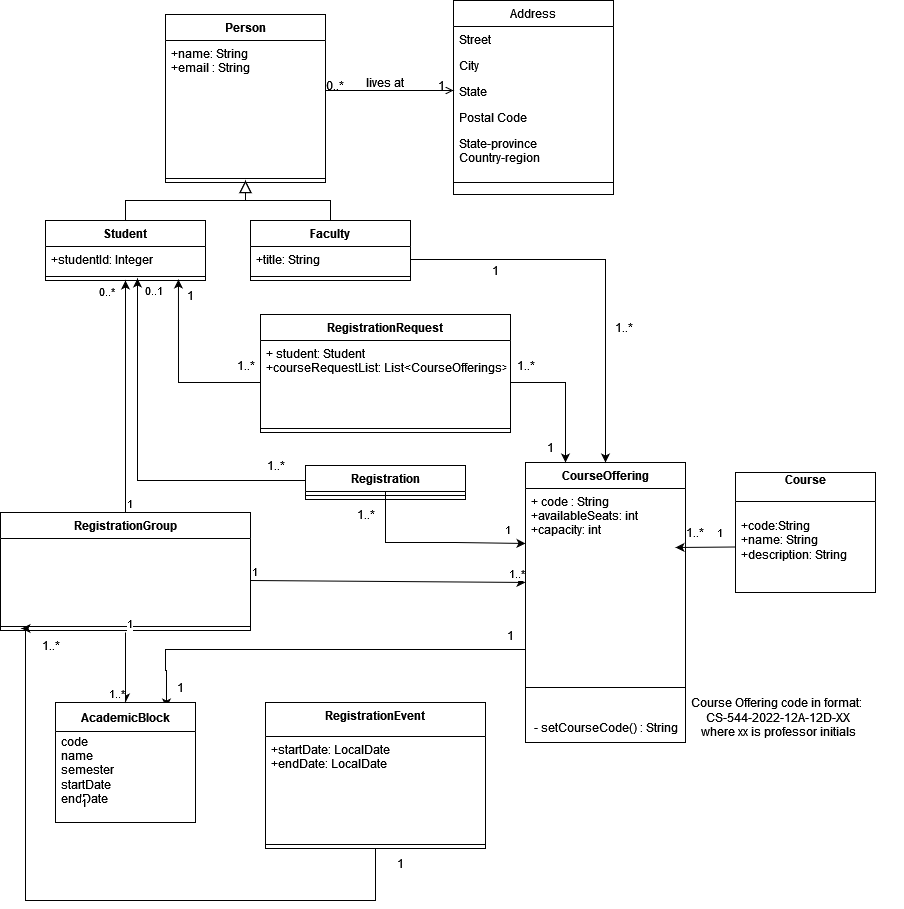 Person
+name: String
+email : String
Address
Street
City
State
Postal Code
State-province
Country-region
0..*
lives at
1
Student
+studentId: Integer
Faculty
+title: String
0..*
0..1
1
1
1..*
RegistrationRequest
+ student: Student
+courseRequestList: List<CourseOfferings>
1..*
1..*
1
1..*
Registration
1..*
1
RegistrationGroup
1
1
1..*
1
1..*
1..*
CourseOffering
+ code : String
+availableSeats: int
+capacity: int
- setCourseCode() : String
1..*
1
Course
+code:String
+name: String
+description: String
1
1
AcademicBlock
code
name
semester
startDate
endDate
1
RegistrationEvent
+startDate: LocalDate
+endDate: LocalDate
1
Course Offering code in format:
CS-544-2022-12A-12D-XX
where xx is professor initials